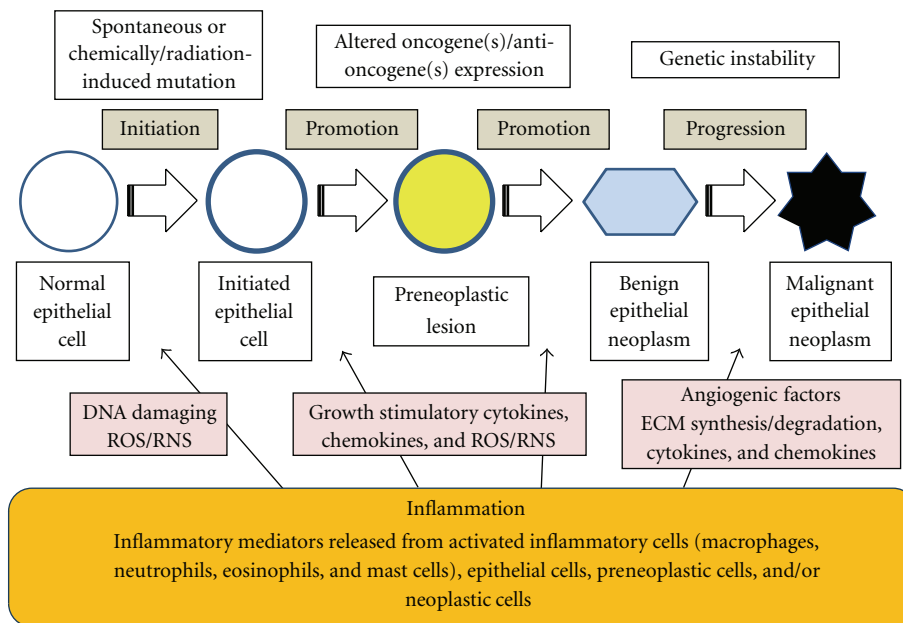 Spontaneous or
chemically/radiation-
induced mutation
Altered oncogene(s)/anti-
oncogene(s) expression
Genetic instability
Initiation
Promotion
Promotion
Progression
Normal
epithelial
cell
Initiated
epithelial
cell
Preneoplastic
lesion
Benign
epithelial
neoplasm
Malignant
epithelial
neoplasm
DNA damaging
ROS/RNS
Growth stimulatory cytokines,
chemokines, and ROS/RNS
Angiogenic factors
ECM synthesis/degradation,
cytokines, and chemokines
Inflammation
Inflammatory mediators released from activated inflammatory cells (macrophages,
neutrophils, eosinophils, and mast cells), epithelial cells, preneoplastic cells, and/or
neoplastic cells